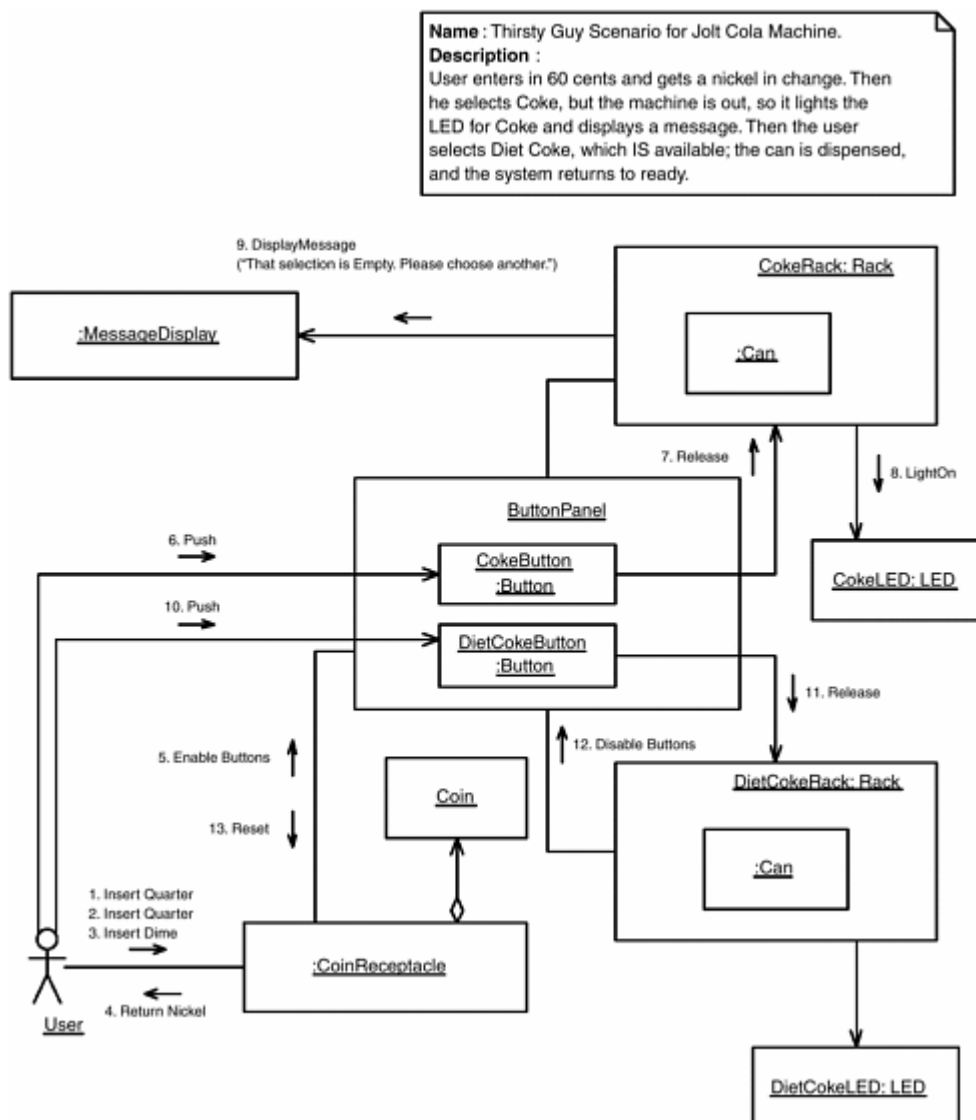 Name : Thirsty Guy Scenario for Jolt Cola Machine.
Description :
User enters in 60 cents and gets a nickel in change. Then
he selects Coke, but the machine is out, so it lights the
LED for Coke and displays a message. Then the user
selects Diet Coke, which IS available; the can is dispensed,
and the system returns to ready.
9. DisplayMessage
("That selection is Empty. Please choose another.")
CokeRack: Rack
:MessageDisplay
:Can
7. Release
8. LightOn
ButtonPanel
6. Push
CokeButton
:Button
CokeLED: LED
10. Push
DietCokeButton
:Button
11. Release
12. Disable Buttons
5. Enable Buttons
DietCokeRack: Rack
Coin
13. Reset
:Can
1. Insert Quarter
2. Insert Quarter
3. Insert Dime
:CoinReceptacle
4. Return Nickel
User
DietCokeLED: LED